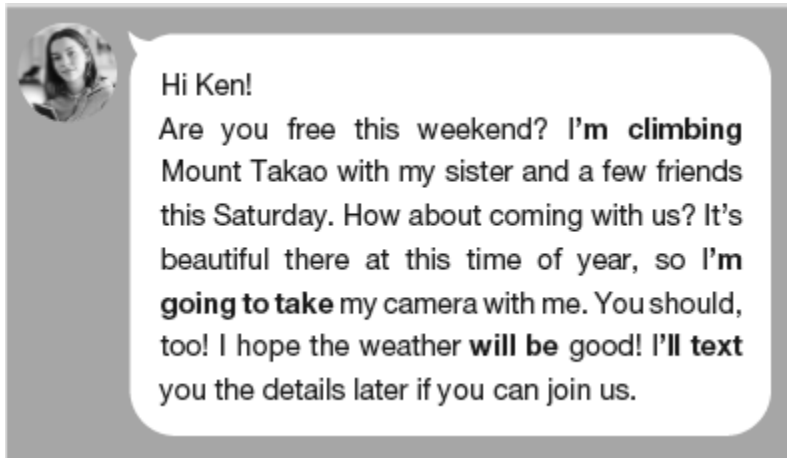 Hi Ken!
Are you free this weekend? I’m climbing
Mount Takao with my sister and a few friends
this Saturday. How about coming with us? It’s
beautiful there at this time of year, so I’m
going to take my camera with me. You should,
too! I hope the weather will be good! I’ll text
you the details later if you can join us.